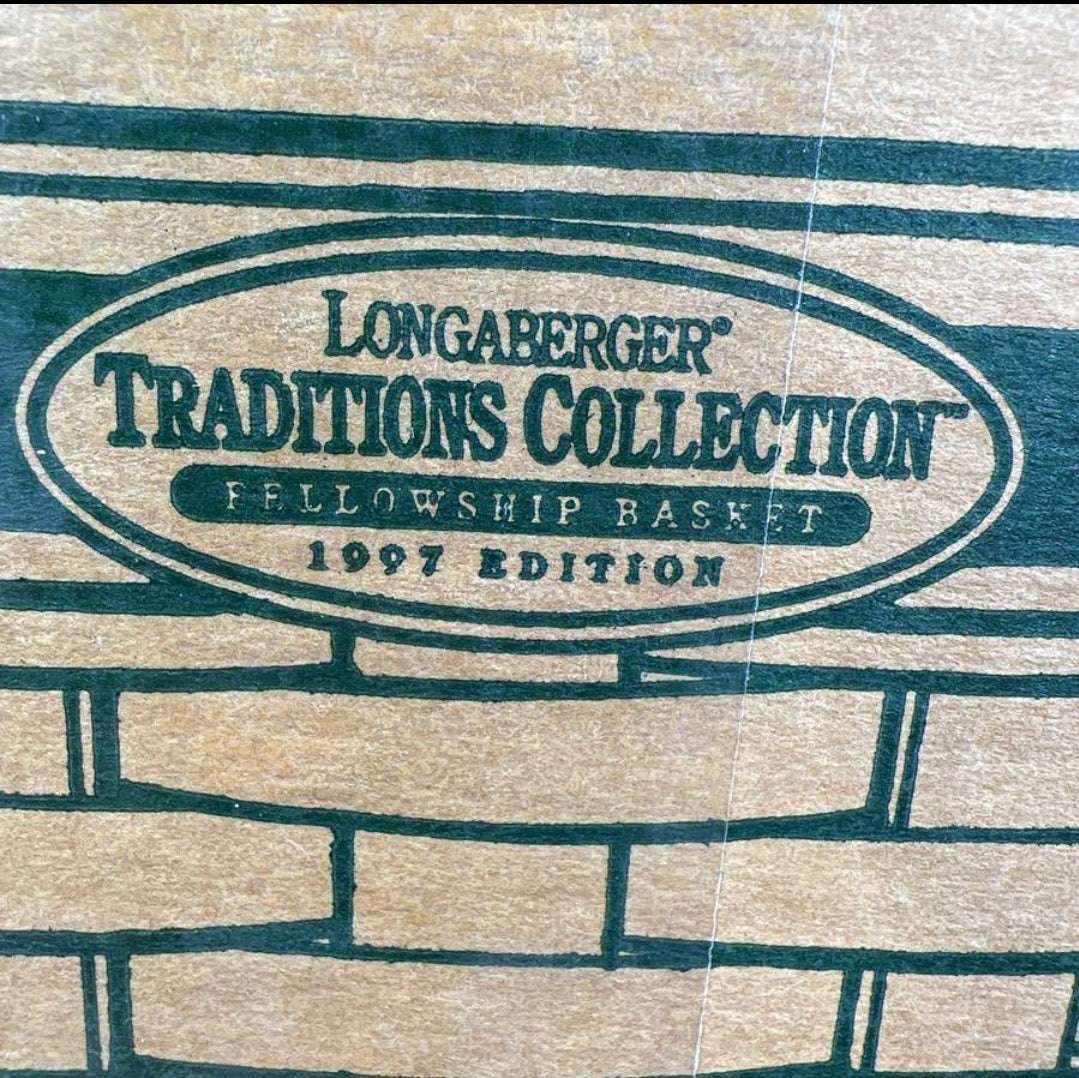 LONGABERGER®
TRADITIONS COLLECTION™
FELLOWSHIP BASKET
1997 EDITION